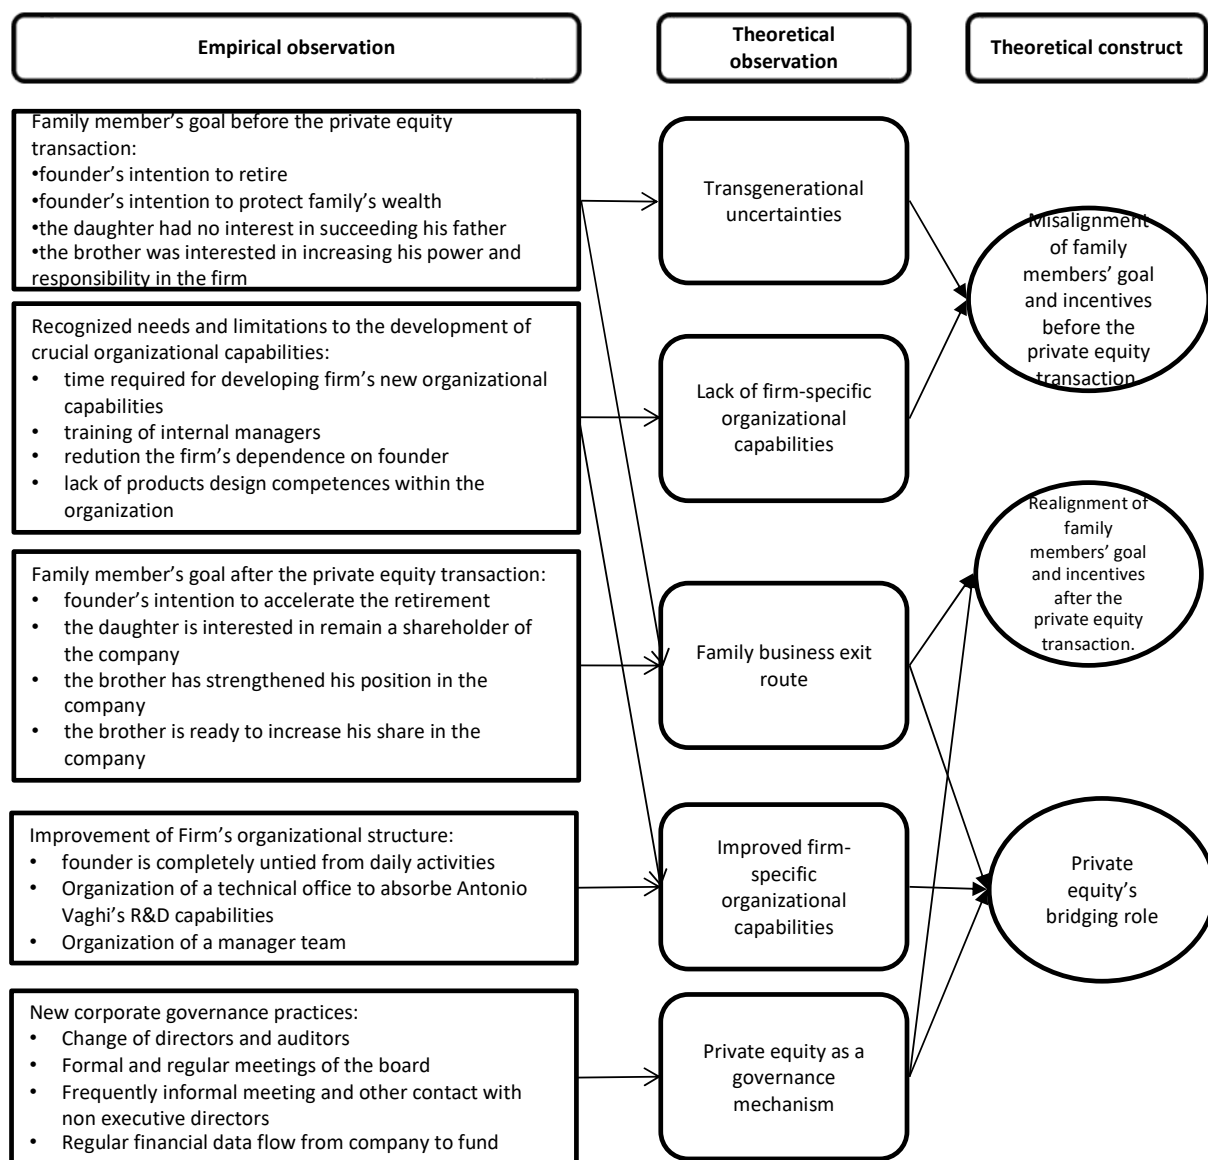 Empirical observation
Theoretical
observation
Theoretical construct
Family member's goal before the private equity
transaction:
•founder's intention to retire
•founder's intention to protect family's wealth
•the daughter had no interest in succeeding his father
•the brother was interested in increasing his power and
responsibility in the firm
Transgenerational
uncertainties
Misalignment
of family
members' goal
and incentives
before the
private equity
transaction
Recognized needs and limitations to the development of
crucial organizational capabilities:
• time required for developing firm's new organizational
capabilities
• training of internal managers
• redution the firm's dependence on founder
• lack of products design competences within the
organization
Lack of firm-specific
organizational
capabilities
Family member's goal after the private equity transaction:
• founder's intention to accelerate the retirement
• the daughter is interested in remain a shareholder of
the company
• the brother has strengthened his position in the
company
• the brother is ready to increase his share in the
company
Family business exit
route
Realignment of
family
members' goal
and incentives
after the
private equity
transaction.
Improvement of Firm's organizational structure:
• founder is completely untied from daily activities
• Organization of a technical office to absorbe Antonio
Vaghi's R&D capabilities
• Organization of a manager team
Improved firm-
specific
organizational
capabilities
Private
equity's
bridging role
New corporate governance practices:
• Change of directors and auditors
• Formal and regular meetings of the board
• Frequently informal meeting and other contact with
non executive directors
• Regular financial data flow from company to fund
Private equity as a
governance
mechanism